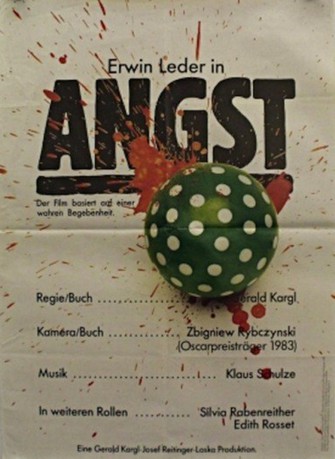 Erwin Leder in
ANGST
Der Film basiert auf einer
wahren Begebenheit.
Regie/Buch ................ Gerald Kargl
Kamera/Buch ............ Zbigniew Rybczynski
(Oscarpreisträger 1983)
Musik ........................... Klaus Schulze
In weiteren Rollen ......... Silvia Rabenreither
Edith Rosset
Eine Gerald Kargl-Josef Reitinger-Laska Produktion.